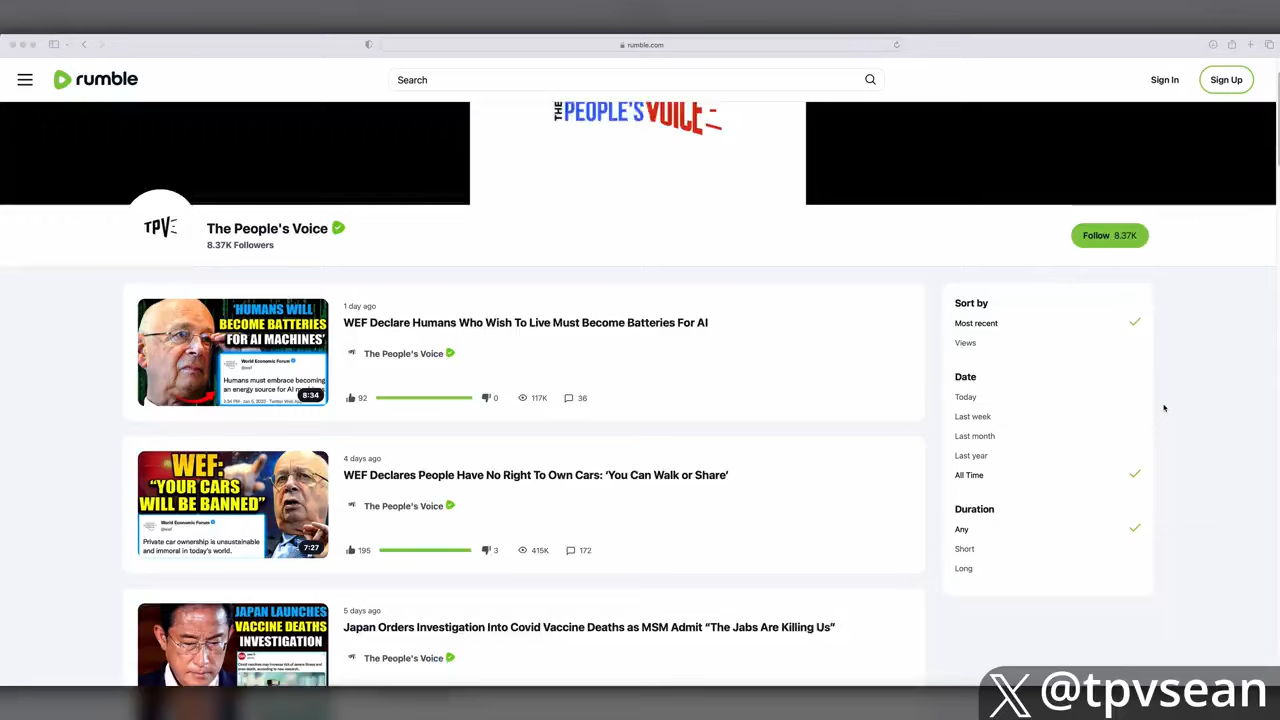 rumble.com
rumble
Search
Sign In
Sign Up
THE PEOPLE'S VOICE
TPV
The People's Voice
8.37K Followers
Follow 8.37K
'HUMANS WILL
BECOME BATTERIES
FOR AI MACHINES'
World Economic Forum
Humans must embrace becoming
an energy source for AI
8:34
1 day ago
WEF Declare Humans Who Wish To Live Must Become Batteries For AI
The People's Voice
92
0
117K
36
WEF:
"YOUR CARS
WILL BE BANNED"
World Economic Forum
Private car ownership is unsustainable
and immoral in today's world.
7:27
4 days ago
WEF Declares People Have No Right To Own Cars: ‘You Can Walk or Share’
The People's Voice
195
3
415K
172
JAPAN LAUNCHES
VACCINE DEATHS
INVESTIGATION
5 days ago
Japan Orders Investigation Into Covid Vaccine Deaths as MSM Admit “The Jabs Are Killing Us”
The People's Voice
Sort by
Most recent
Views
Date
Today
Last week
Last month
Last year
All Time
Duration
Any
Short
Long
X @tpvsean